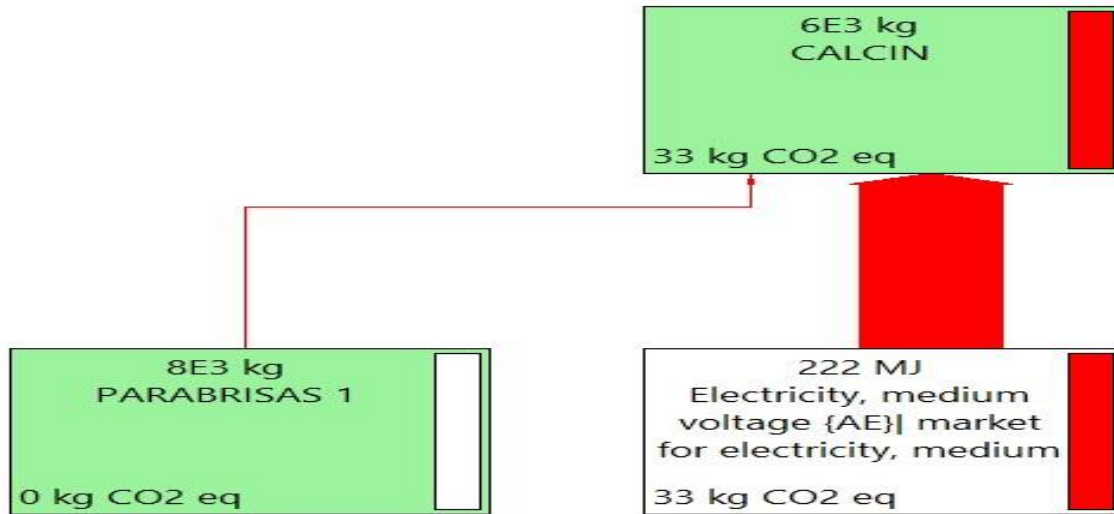 6E3 kg
CALCIN
33 kg CO2 eq
8E3 kg
PARABRISAS 1
0 kg CO2 eq
222 MJ
Electricity, medium
voltage {AE}| market
for electricity, medium
33 kg CO2 eq